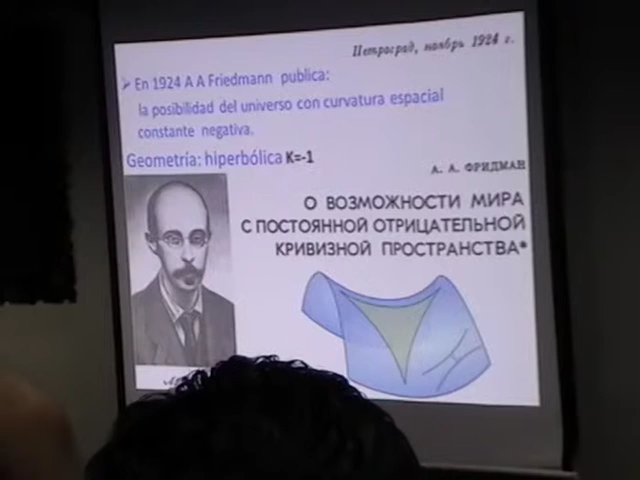 Петроград, ноябрь 1924 г.
En 1924 A A Friedmann publica:
la posibilidad del universo con curvatura espacial
constante negativa.
Geometría: hiperbólica K=-1
А. А. ФРИДМАН
О ВОЗМОЖНОСТИ МИРА
С ПОСТОЯННОЙ ОТРИЦАТЕЛЬНОЙ
КРИВИЗНОЙ ПРОСТРАНСТВА*